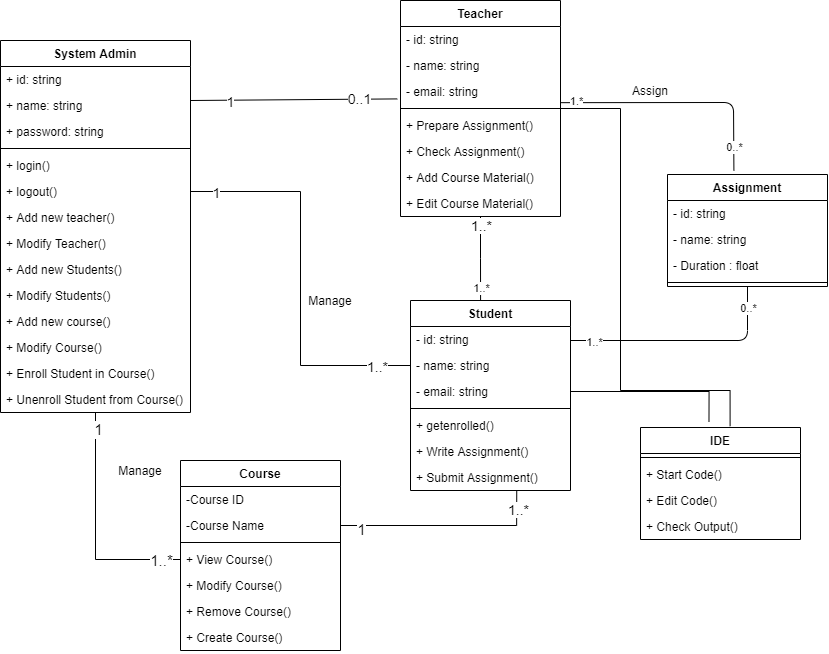 Teacher
- id: string
- name: string
- email: string
+ Prepare Assignment()
+ Check Assignment()
+ Add Course Material()
+ Edit Course Material()
System Admin
+ id: string
+ name: string
+ password: string
+ login()
+ logout()
+ Add new teacher()
+ Modify Teacher()
+ Add new Students()
+ Modify Students()
+ Add new course()
+ Modify Course()
+ Enroll Student in Course()
+ Unenroll Student from Course()
1
0..1
1..*
Assign
0..*
Assignment
- id: string
- name: string
- Duration : float
0..*
1
Manage
1..*
1..*
1..*
Student
- id: string
- name: string
- email: string
+ getenrolled()
+ Write Assignment()
+ Submit Assignment()
1..*
IDE
+ Start Code()
+ Edit Code()
+ Check Output()
1
Manage
1..*
Course
-Course ID
-Course Name
+ View Course()
+ Modify Course()
+ Remove Course()
+ Create Course()
1
1..*